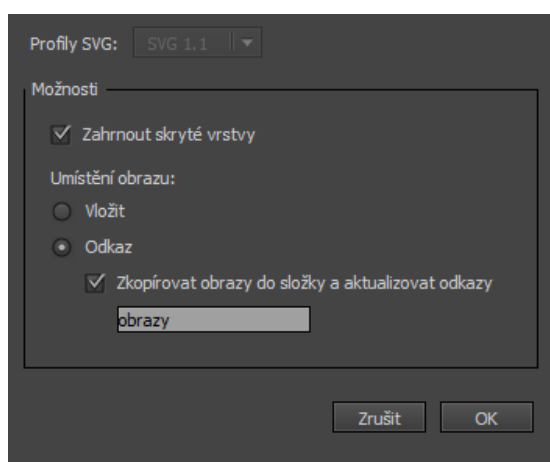 Profily SVG: SVG 1.1
Možnosti
Zahrnout skryté vrstvy
Umístění obrazu:
Vložit
Odkaz
Zkopírovat obrazy do složky a aktualizovat odkazy
obrazy
Zrušit OK